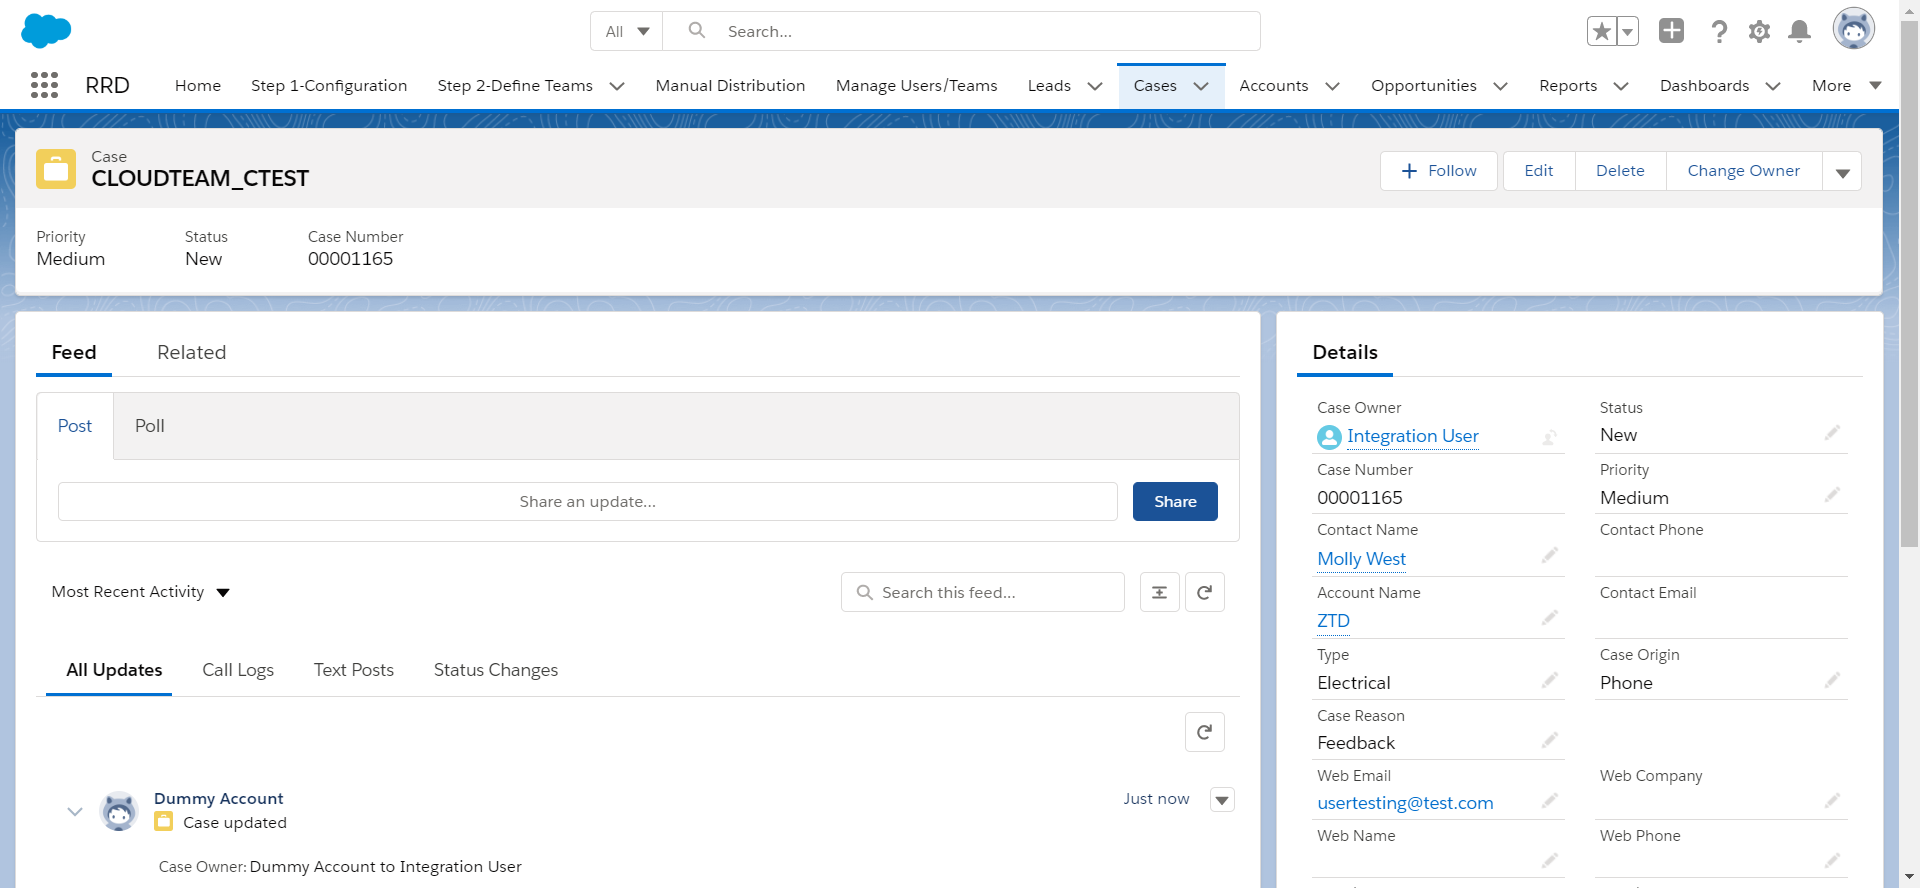 All
Search...
RRD
Home
Step 1-Configuration
Step 2-Define Teams
Manual Distribution
Manage Users/Teams
Leads
Cases
Accounts
Opportunities
Reports
Dashboards
More
Case
CLOUDTEAM_CTEST
Follow
Edit
Delete
Change Owner
Priority
Medium
Status
New
Case Number
00001165
Feed
Related
Post
Poll
Share an update...
Share
Most Recent Activity
Search this feed...
All Updates
Call Logs
Text Posts
Status Changes
Dummy Account
Just now
Case updated
Case Owner: Dummy Account to Integration User
Details
Case Owner
Integration User
Status
New
Case Number
00001165
Priority
Medium
Contact Name
Molly West
Contact Phone
Account Name
ZTD
Contact Email
Type
Electrical
Case Origin
Phone
Case Reason
Feedback
Web Email
usertesting@test.com
Web Company
Web Name
Web Phone